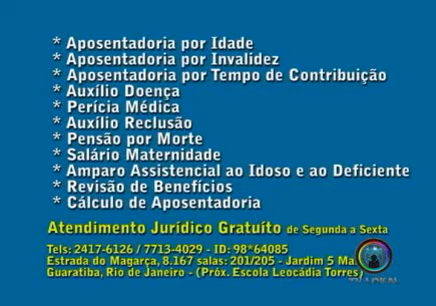 * Aposentadoria por Idade
* Aposentadoria por Invalidez
* Aposentadoria por Tempo de Contribuição
* Auxílio Doença
* Perícia Médica
* Auxílio Reclusão
* Pensão por Morte
* Salário Maternidade
* Amparo Assistencial ao Idoso e ao Deficiente
* Revisão de Benefícios
* Cálculo de Aposentadoria
Atendimento Jurídico Gratuíto de Segunda a Sexta
Tels: 2417-6126 / 7713-4029 - ID: 98*64085
Estrada do Magarça, 8.167 salas: 201/205 - Jardim 5 
Guaratiba, Rio de Janeiro - (Próx. Escola Leocádia Torres)